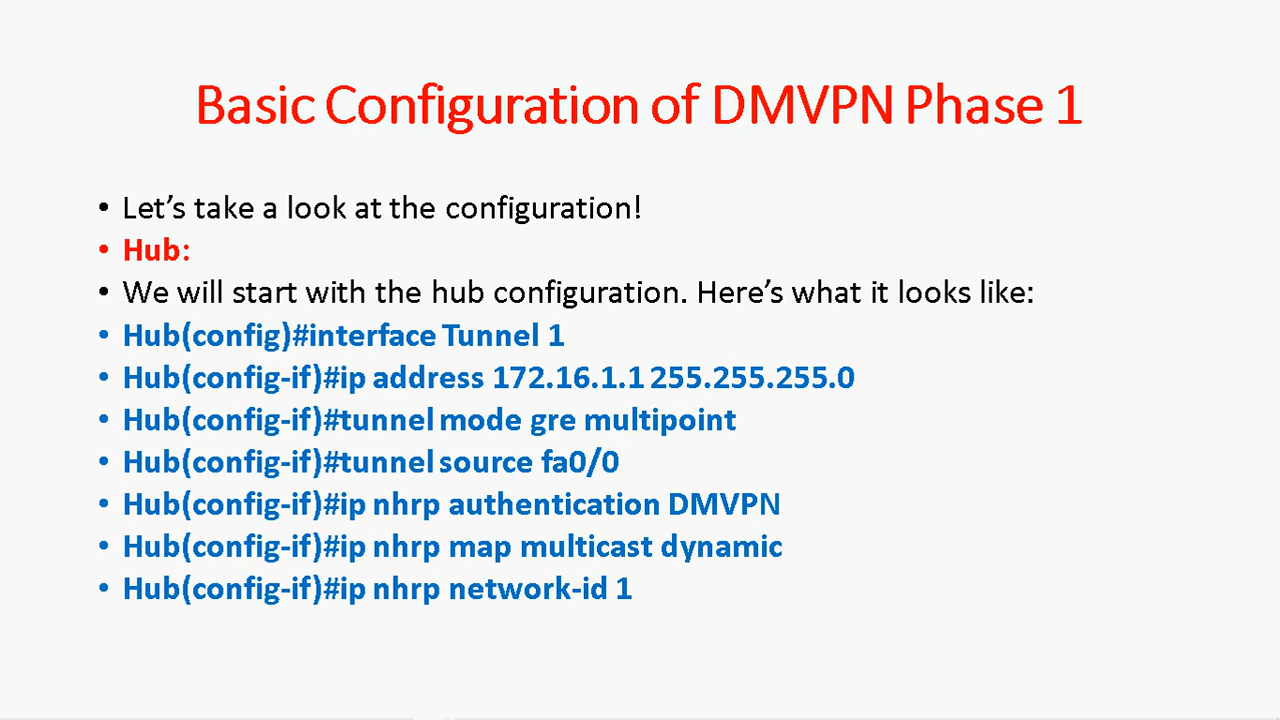 Basic Configuration of DMVPN Phase 1
• Let’s take a look at the configuration!
• Hub:
• We will start with the hub configuration. Here’s what it looks like:
• Hub(config)#interface Tunnel 1
• Hub(config-if)#ip address 172.16.1.1 255.255.255.0
• Hub(config-if)#tunnel mode gre multipoint
• Hub(config-if)#tunnel source fa0/0
• Hub(config-if)#ip nhrp authentication DMVPN
• Hub(config-if)#ip nhrp map multicast dynamic
• Hub(config-if)#ip nhrp network-id 1